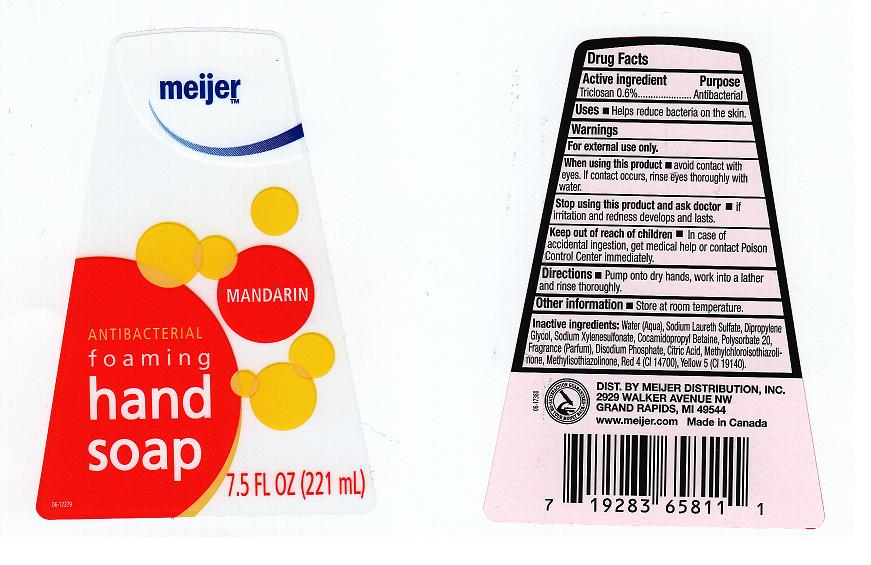 meijer™
MANDARIN
ANTIBACTERIAL
foaming
hand
soap
7.5 FL OZ (221 mL)
06-17379
Drug Facts
Active ingredient Purpose
Triclosan 0.6%..................... Antibacterial
Uses ■ Helps reduce bacteria on the skin.
Warnings
For external use only.
When using this product ■ avoid contact with
eyes. If contact occurs, rinse eyes thoroughly with
water.
Stop using this product and ask doctor ■ if
irritation and redness develops and lasts.
Keep out of reach of children ■ In case of
accidental ingestion, get medical help or contact Poison
Control Center immediately.
Directions ■ Pump onto dry hands, work into a lather
and rinse thoroughly.
Other information ■ Store at room temperature.
Inactive ingredients: Water (Aqua), Sodium Laureth Sulfate, Dipropylene
Glycol, Sodium Xylenesulfonate, Cocamidopropyl Betaine, Polysorbate 20,
Fragrance (Parfum), Disodium Phosphate, Citric Acid, Methylchloroisothiazoli-
none, Methylisothiazolinone, Red 4 (CI 14700), Yellow 5 (CI 19140).
06-17380
DIST. BY MEIJER DISTRIBUTION, INC.
2929 WALKER AVENUE NW
GRAND RAPIDS, MI 49544
www.meijer.com Made in Canada
7 19283 65811 1